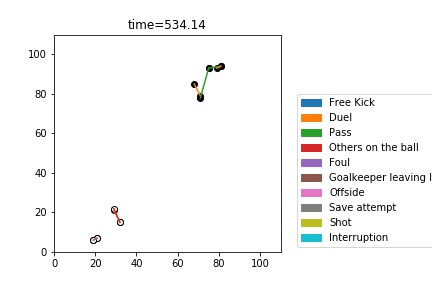 time=534.14
100
80
60
40
20
0
0 20 40 60 80 100
Free Kick
Duel
Pass
Others on the ball
Foul
Goalkeeper leaving l
Offside
Save attempt
Shot
Interruption